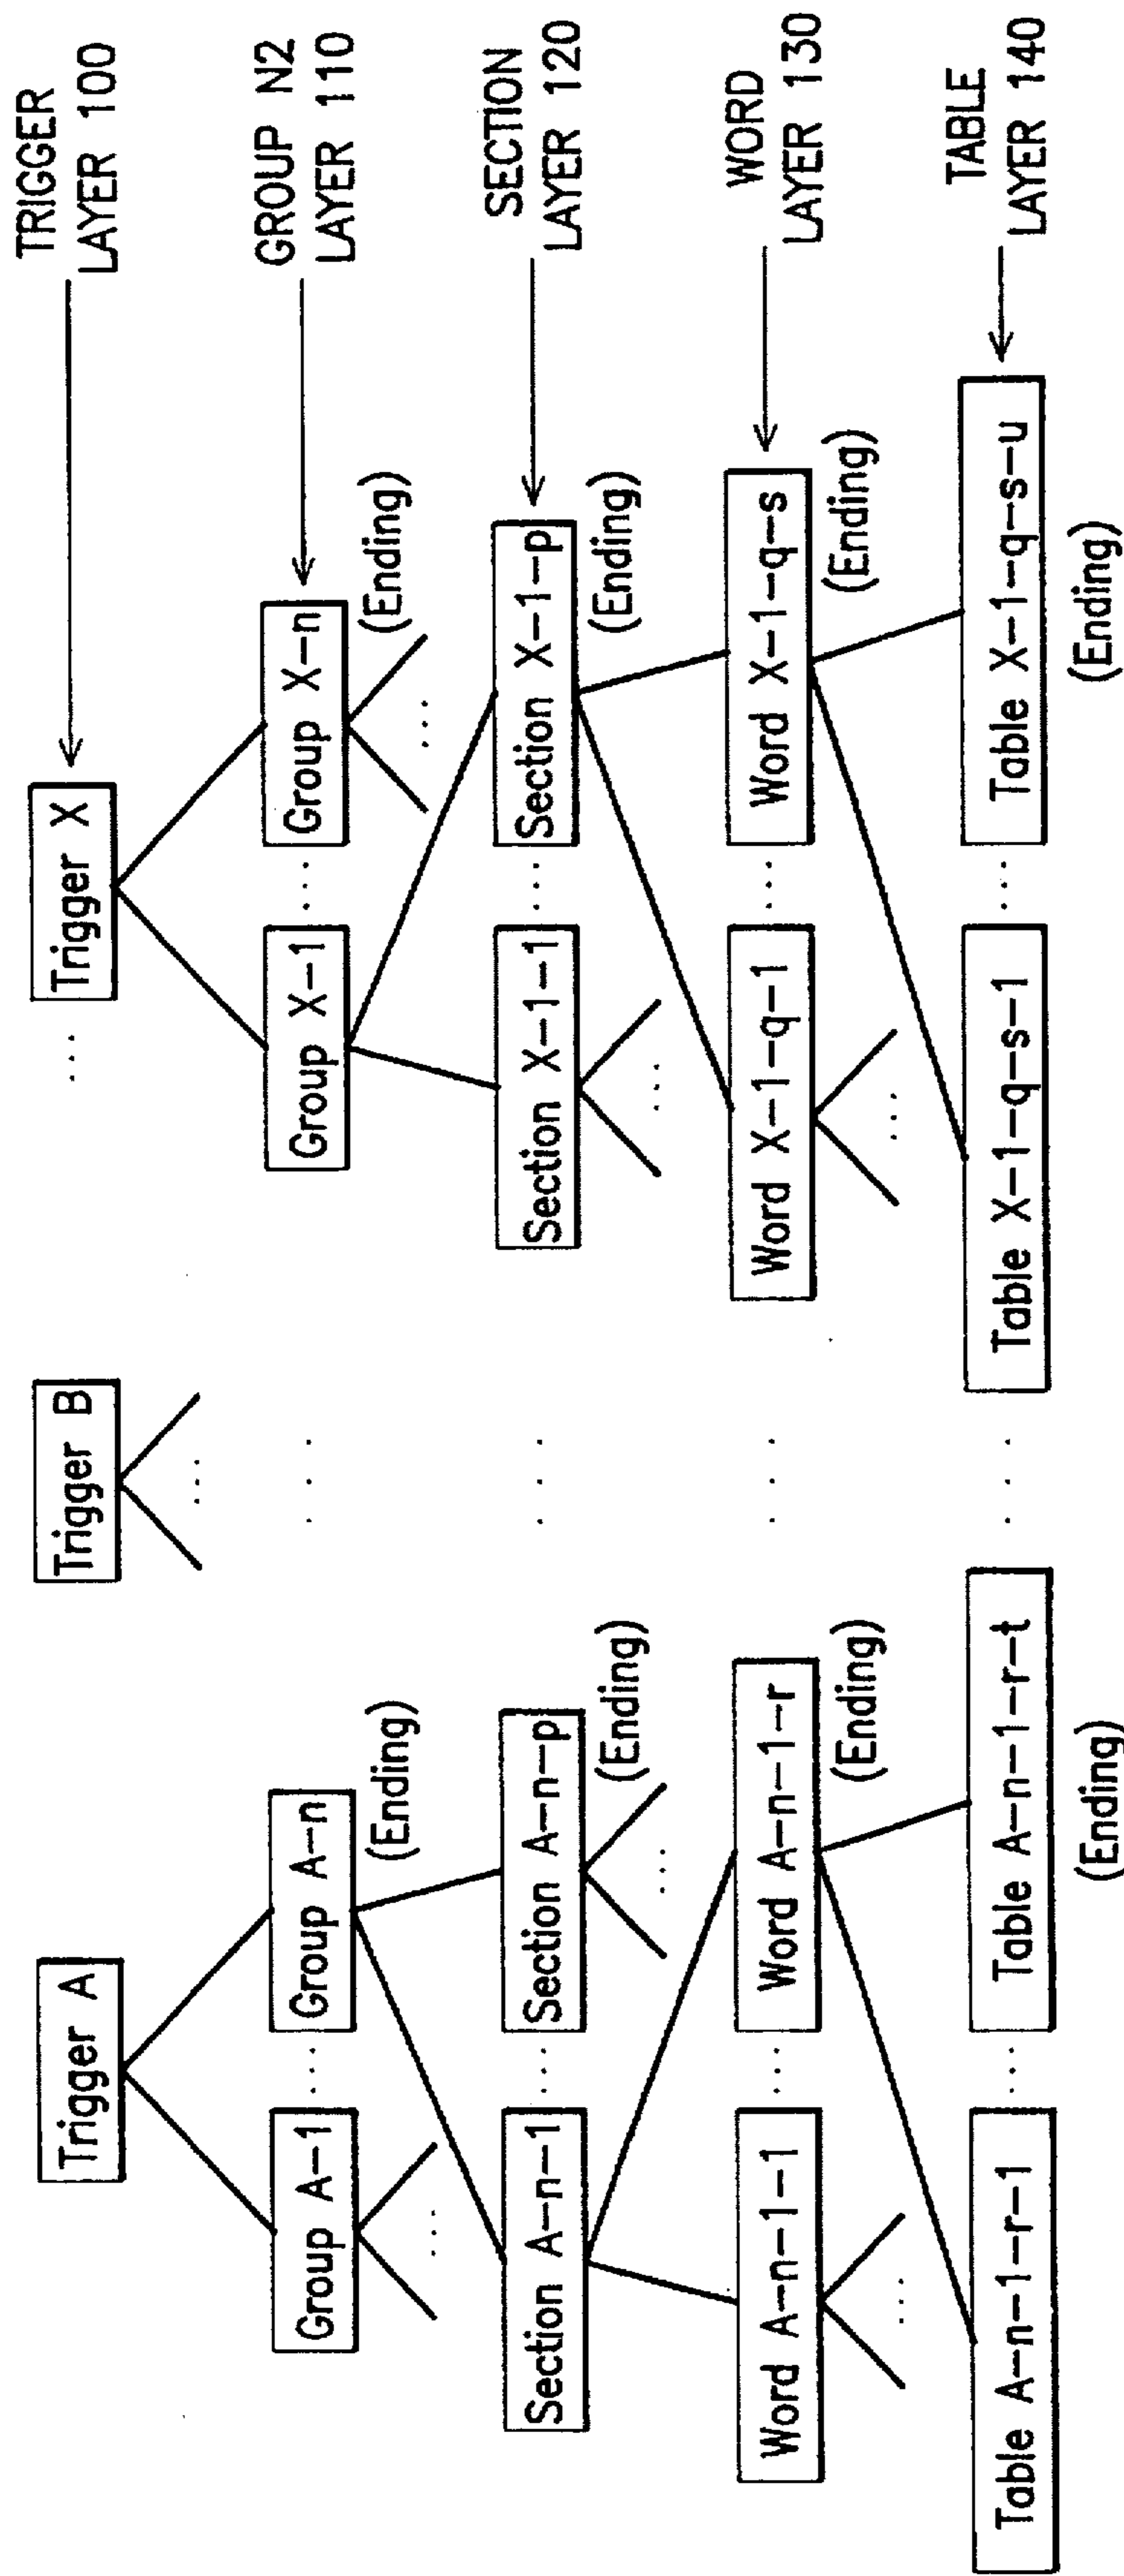 Trigger A
Trigger B
...
Trigger X
TRIGGER
LAYER 100
...
Group A-1
...
Group A-n
(Ending)
...
Group X-1
...
Group X-n
(Ending)
GROUP N2
LAYER 110
...
...
Section A-n-1
...
Section A-n-p
(Ending)
...
Section X-1-1
...
Section X-1-p
(Ending)
SECTION
LAYER 120
...
...
Word A-n-1-1
...
Word A-n-1-r
(Ending)
...
Word X-1-q-1
...
Word X-1-q-s
(Ending)
WORD
LAYER 130
...
...
Table A-n-1-r-1
...
Table A-n-1-r-t
(Ending)
...
Table X-1-q-s-1
...
Table X-1-q-s-u
(Ending)
TABLE
LAYER 140